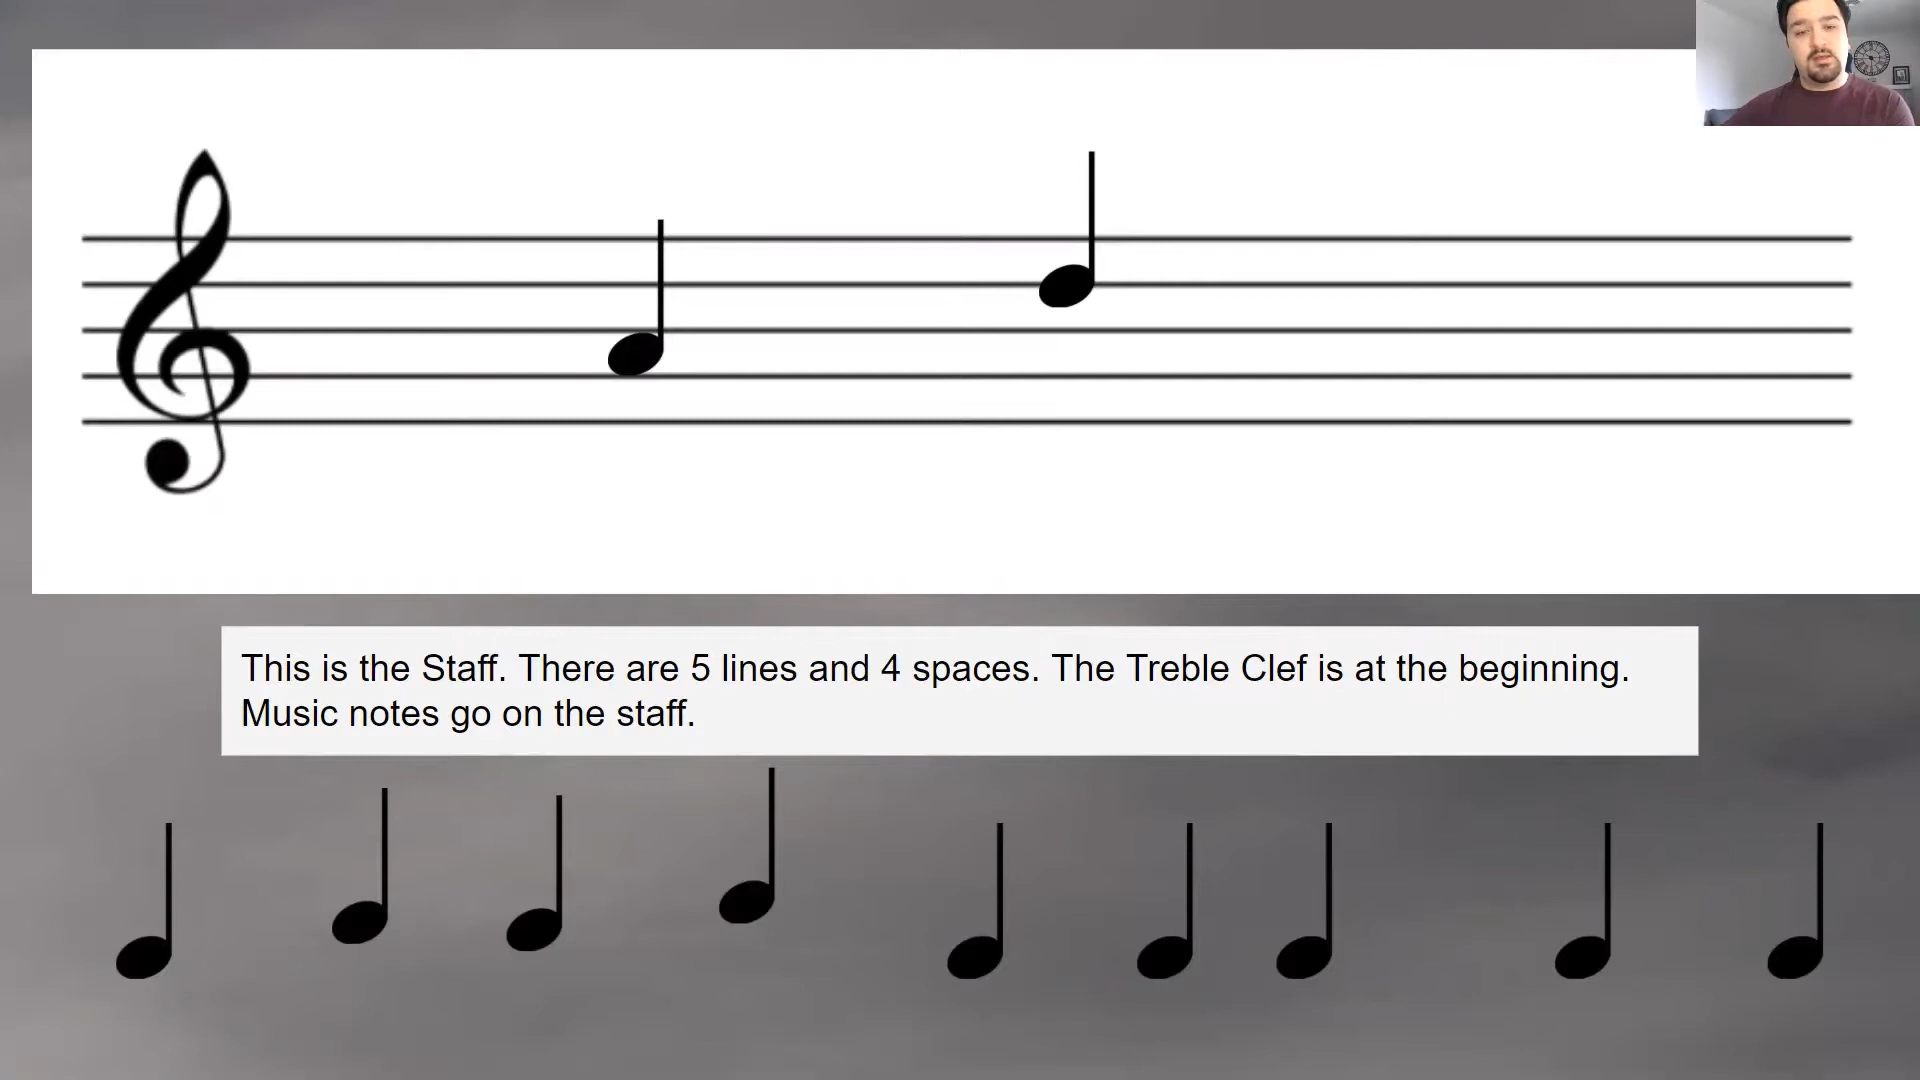 This is the Staff. There are 5 lines and 4 spaces. The Treble Clef is at the beginning.
Music notes go on the staff.